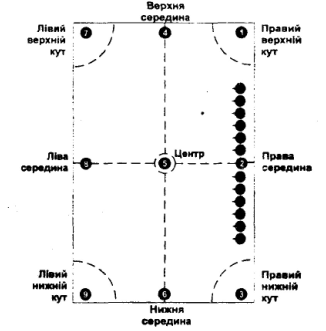 Верхня
середина
Лівий
верхній
кут
7
4
1
Правий
верхній
кут
Ліва
середина
8
5
Центр
2
Права
середина
Лівий
нижній
кут
9
6
3
Правий
нижній
кут
Нижня
середина